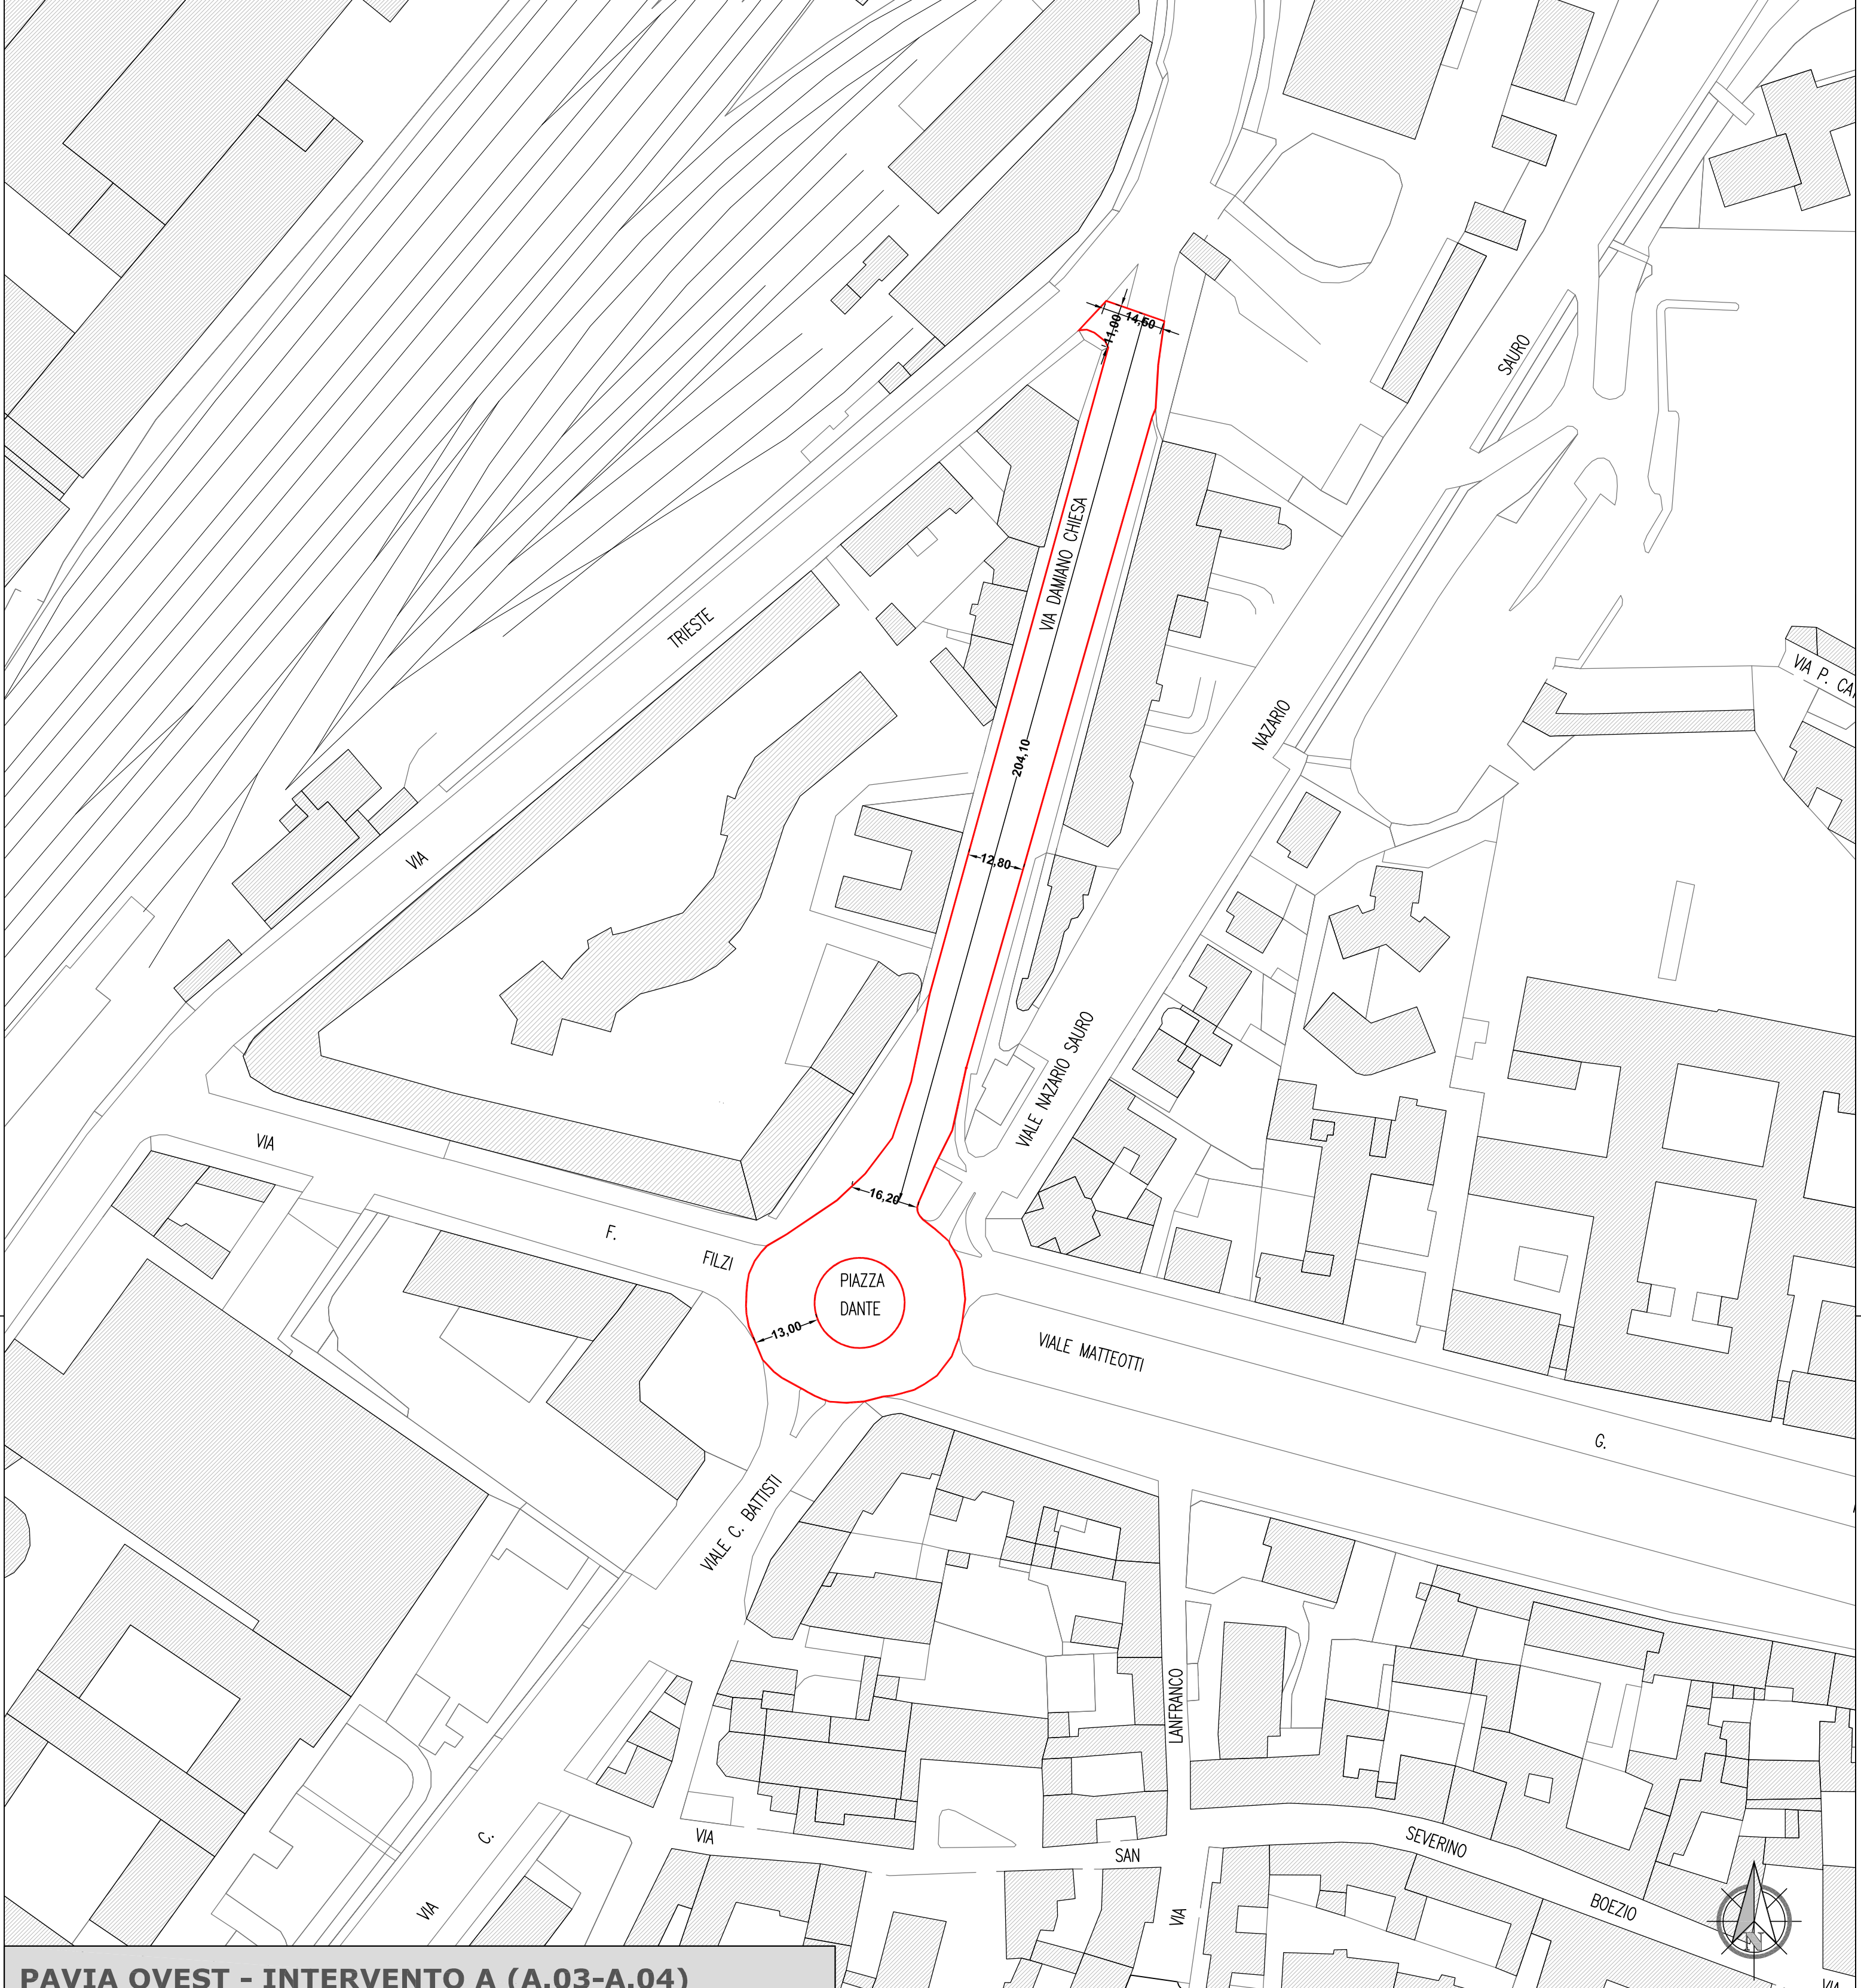 14,60
11,00
SAURO
VIA DAMIANO CHIESA
TRIESTE
VIA P. CA
NAZARIO
204,10
VIA
12,80
VIALE NAZARIO SAURO
VIA
16,20
F.
FILZI
PIAZZA
DANTE
13,00
VIALE MATTEOTTI
G.
VIALE C. BATTISTI
LANFRANCO
VIA
C.
SAN
SEVERINO
VIA
VIA
BOEZIO
N
VIA
PAVIA OVEST - INTERVENTO A (A.03-A.04)